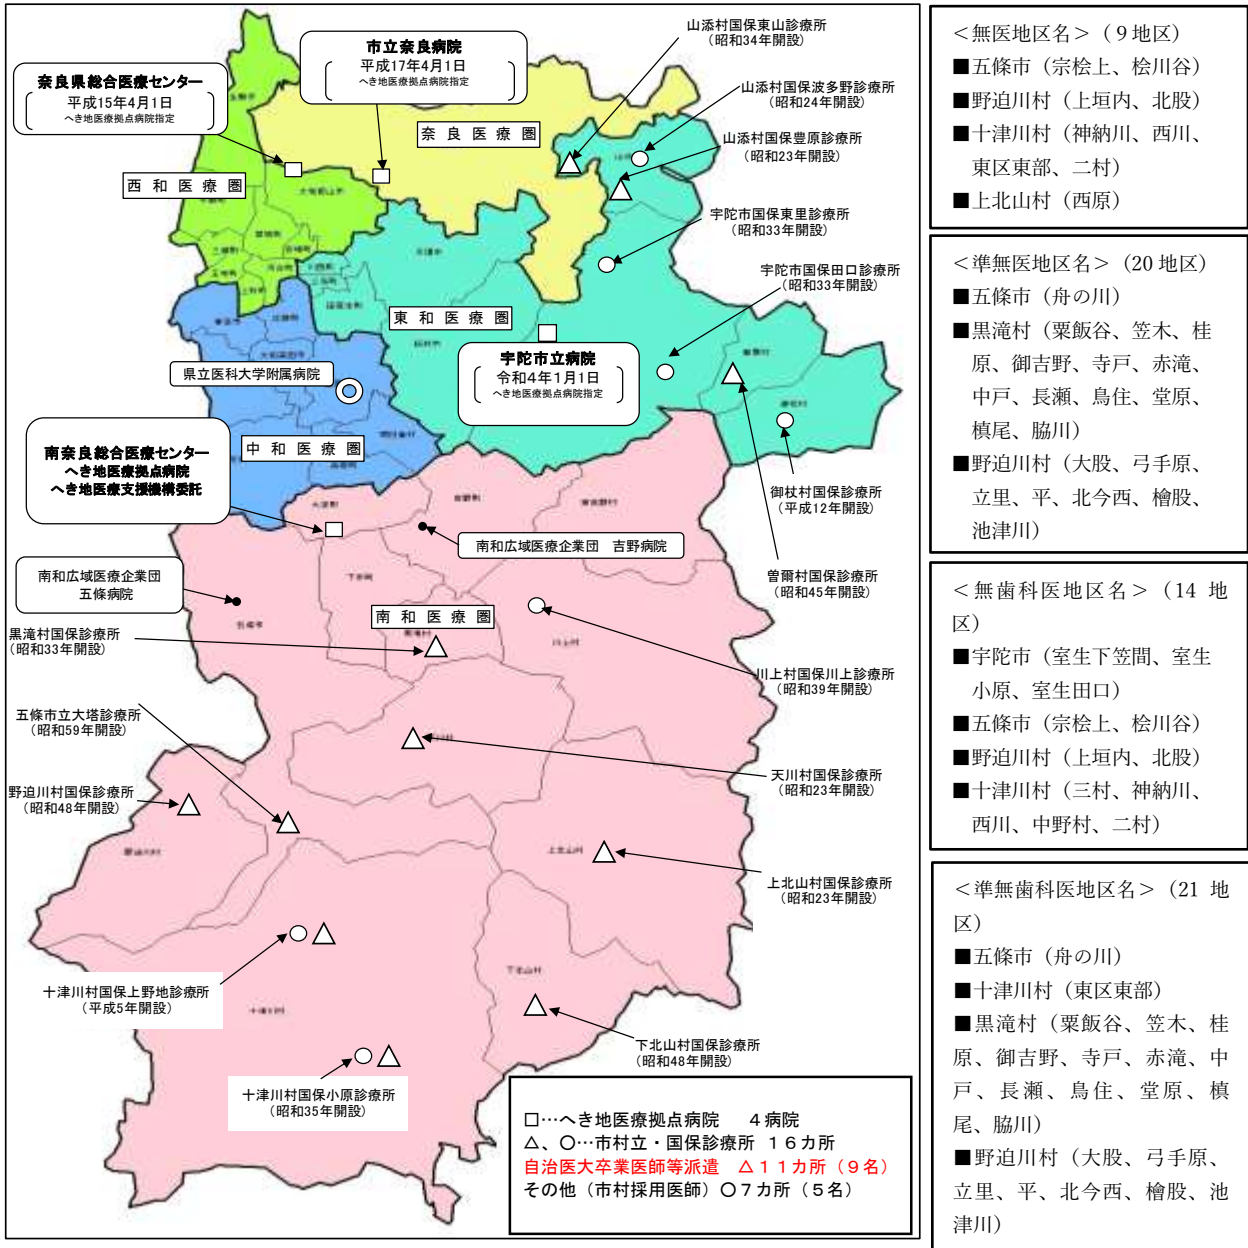 山添村国保東山診療所
（昭和34年開設）
市立奈良病院
平成17年4月1日
へき地医療拠点病院指定
奈良県総合医療センター
平成15年4月1日
へき地医療拠点病院指定
山添村国保波多野診療所
（昭和24年開設）
奈良医療圏
山添村国保豊原診療所
（昭和23年開設）
西和医療圏
宇陀市国保東里診療所
（昭和33年開設）
宇陀市国保田口診療所
（昭和33年開設）
東和医療圏
宇陀市立病院
令和4年1月1日
へき地医療拠点病院指定
県立医科大学附属病院
中和医療圏
南奈良総合医療センター
へき地医療拠点病院
へき地医療支援機構委託
御杖村国保診療所
（平成12年開設）
南和広域医療企業団　吉野病院
曽爾村国保診療所
（昭和45年開設）
南和広域医療企業団
五條病院
南和医療圏
黒滝村国保診療所
（昭和33年開設）
川上村国保川上診療所
（昭和39年開設）
五條市立大塔診療所
（昭和59年開設）
天川村国保診療所
（昭和23年開設）
野迫川村国保診療所
（昭和48年開設）
野迫川村
上北山村
上北山村国保診療所
（昭和23年開設）
下北山村
十津川村国保上野地診療所
（平成5年開設）
十津川村
下北山村国保診療所
（昭和48年開設）
十津川村国保小原診療所
（昭和35年開設）
□…へき地医療拠点病院　４病院
△、○…市村立・国保診療所 １６カ所
自治医大卒業医師等派遣　△１１カ所（９名）
その他（市村採用医師）○７カ所（５名）
＜無医地区名＞（９地区）
■五條市（宗桧上、桧川谷）
■野迫川村（上垣内、北股）
■十津川村（神納川、西川、
東区東部、二村）
■上北山村（西原）
＜準無医地区名＞（20 地区）
■五條市（舟の川）
■黒滝村（粟飯谷、笠木、桂
原、御吉野、寺戸、赤滝、
中戸、長瀬、鳥住、堂原、
槙尾、脇川）
■野迫川村（大股、弓手原、
立里、平、北今西、檜股、
池津川）
＜無歯科医地区名＞（14 地
区）
■宇陀市（室生下笠間、室生
小原、室生田口）
■五條市（宗桧上、桧川谷）
■野迫川村（上垣内、北股）
■十津川村（三村、神納川、
西川、中野村、二村）
＜準無歯科医地区名＞（21 地
区）
■五條市（舟の川）
■十津川村（東区東部）
■黒滝村（粟飯谷、笠木、桂
原、御吉野、寺戸、赤滝、中
戸、長瀬、鳥住、堂原、槙
尾、脇川）
■野迫川村（大股、弓手原、
立里、平、北今西、檜股、池
津川）